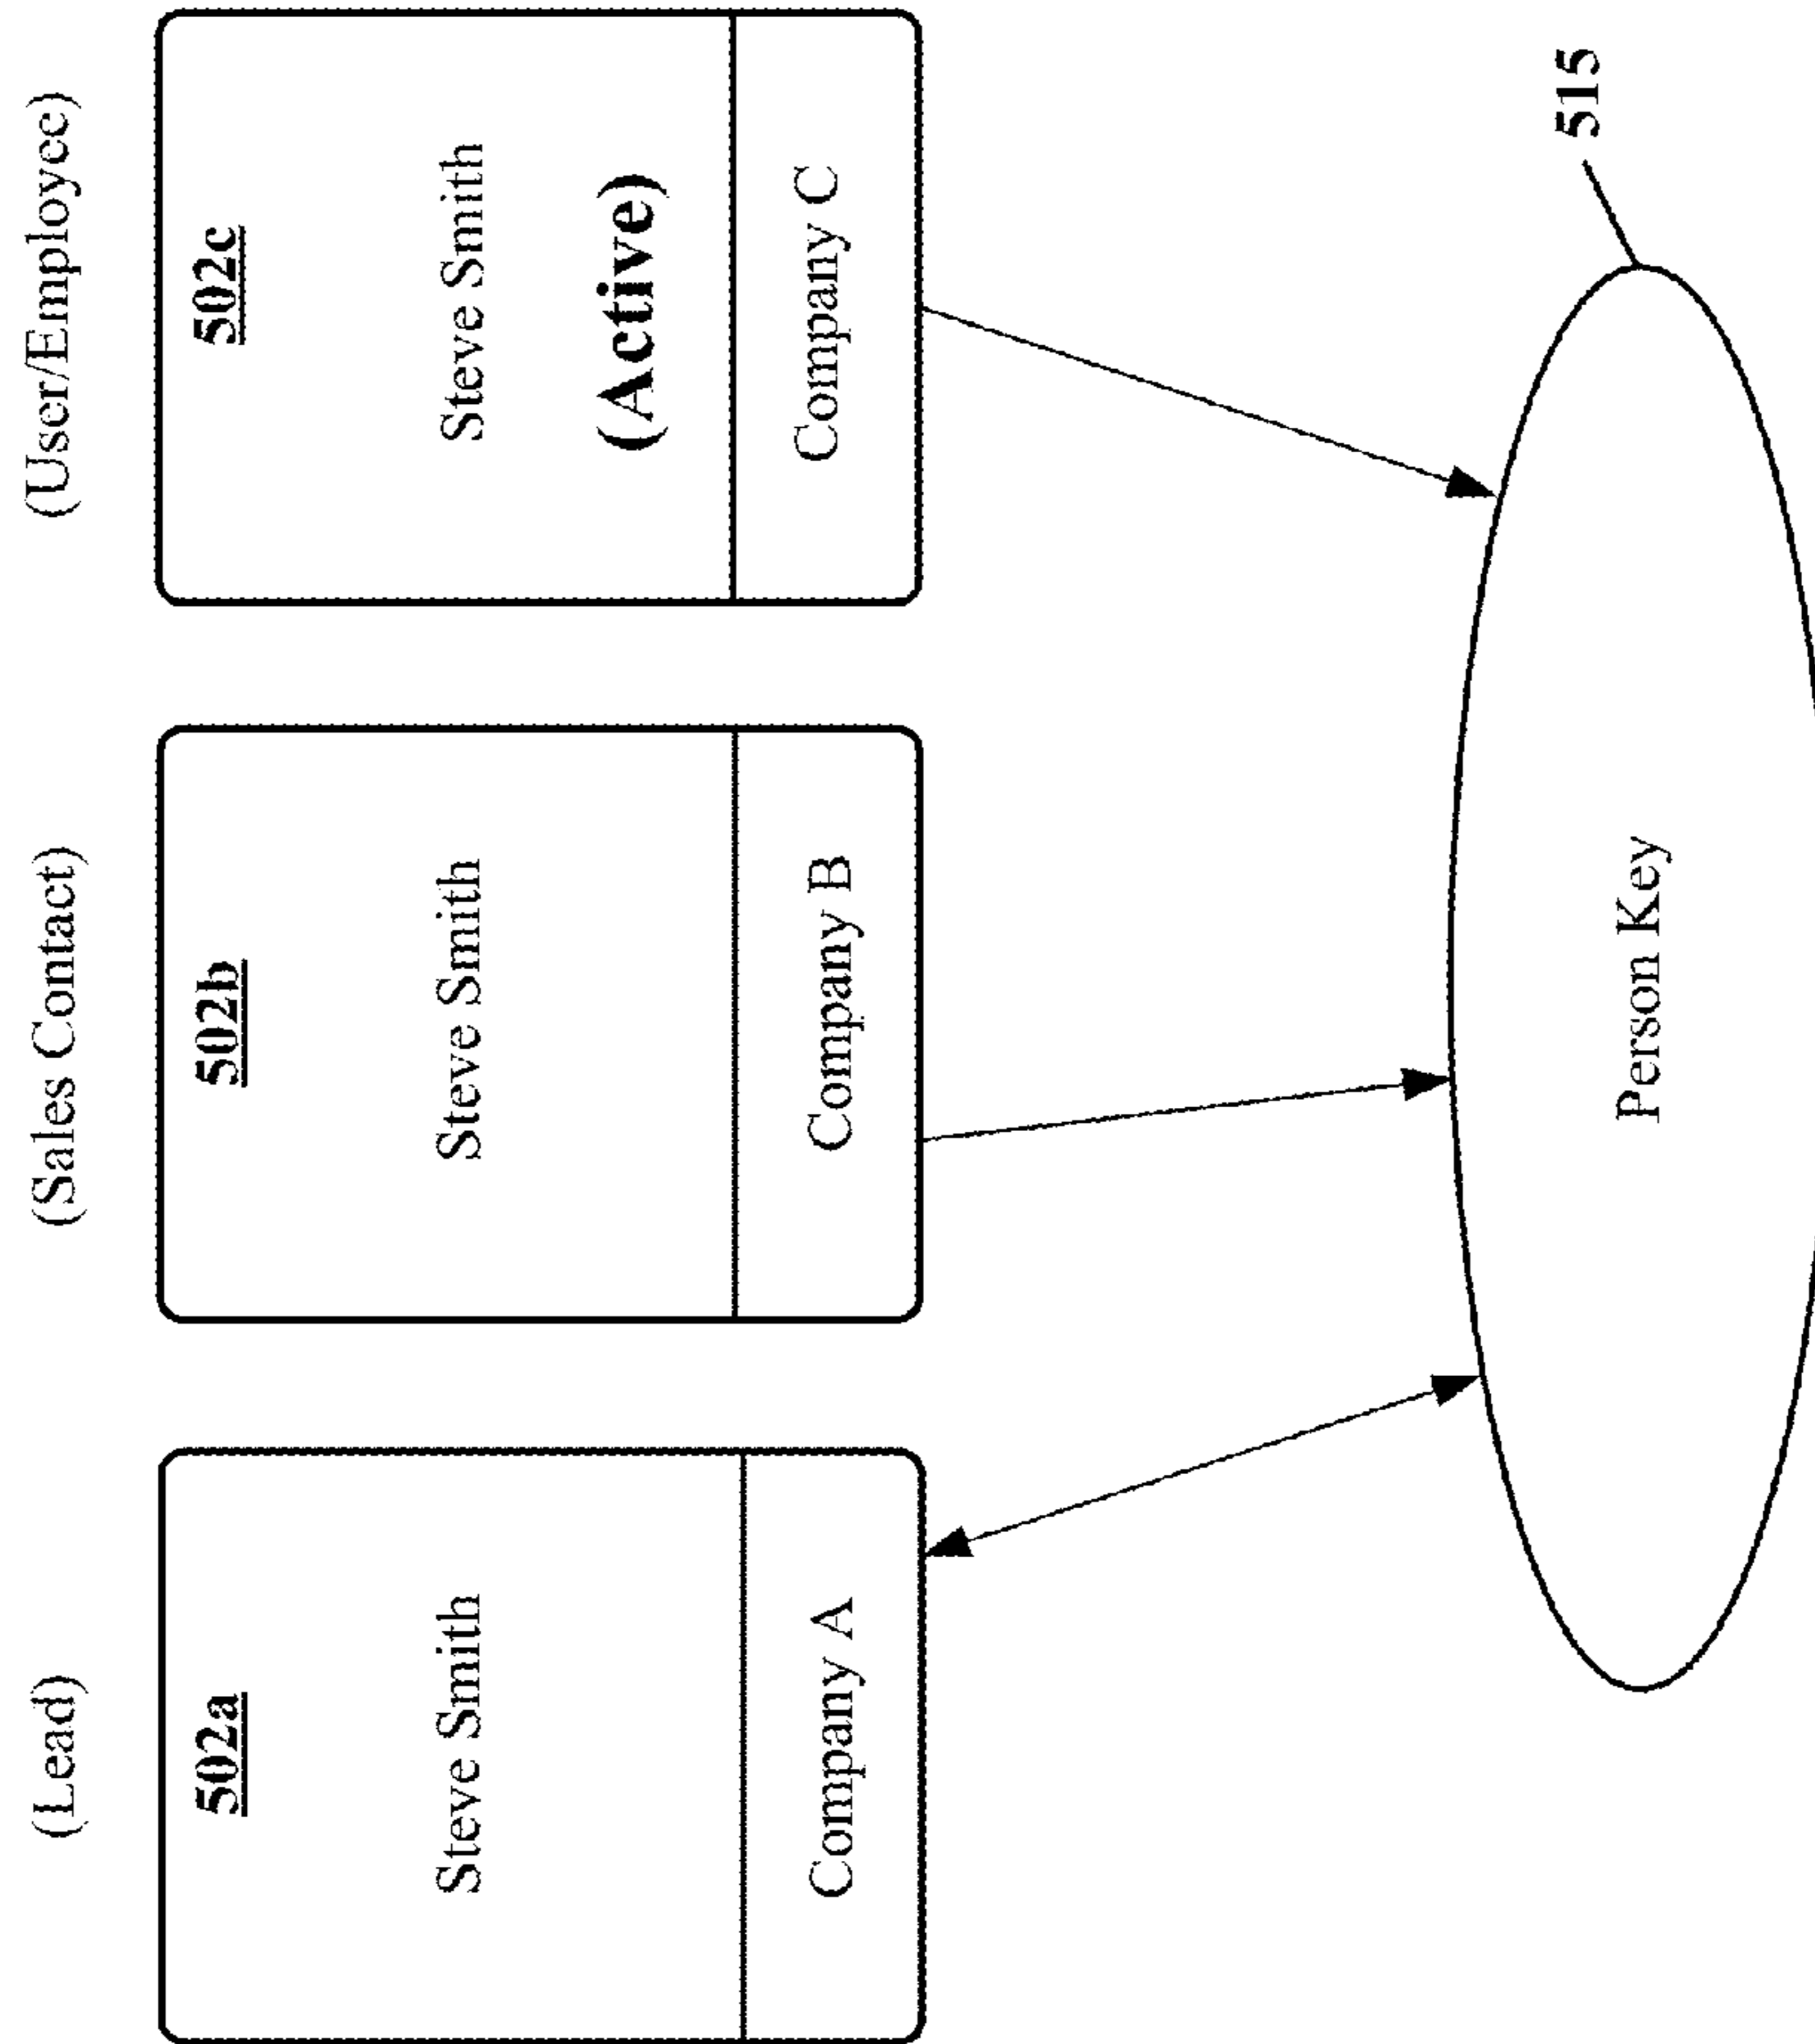 (Lead)
502a
Steve Smith
Company A
(Sales Contact)
502b
Steve Smith
Company B
(User/Employee)
502c
Steve Smith
(Active)
Company C
515
Person Key